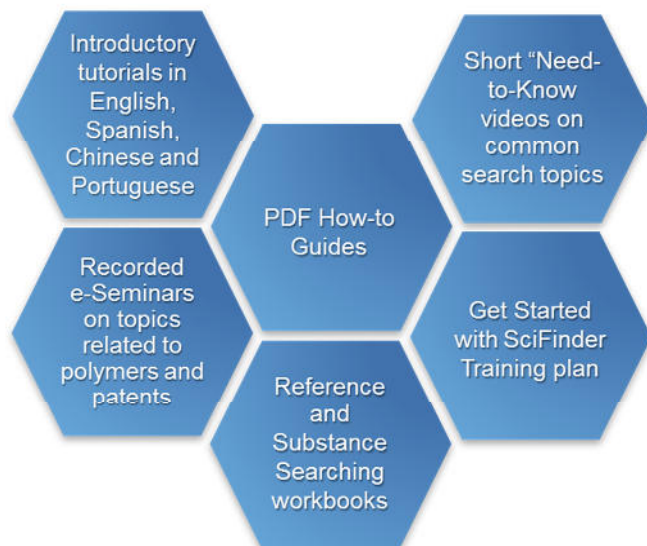 Introductory
tutorials in
English,
Spanish,
Chinese and
Portuguese
Short “Need-
to-Know
videos on
common
search topics
PDF How-to
Guides
Recorded
e-Seminars
on topics
related to
polymers and
patents
Get Started
with SciFinder
Training plan
Reference
and
Substance
Searching
workbooks